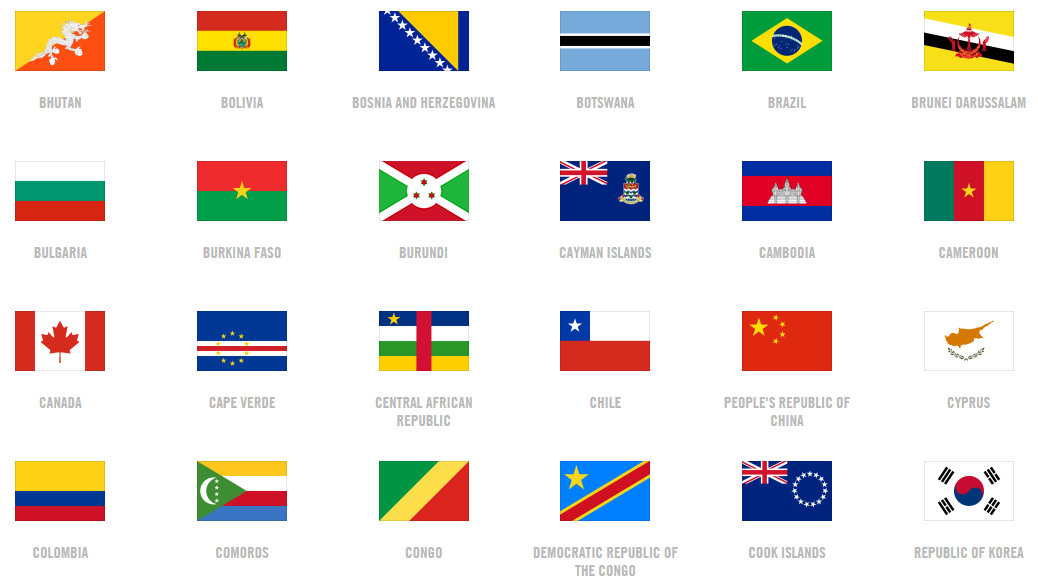 BHUTAN
BOLIVIA
BOSNIA AND HERZEGOVINA
BOTSWANA
BRAZIL
BRUNEI DARUSSALAM
BULGARIA
BURKINA FASO
BURUNDI
CAYMAN ISLANDS
CAMBODIA
CAMEROON
CANADA
CAPE VERDE
CENTRAL AFRICAN
REPUBLIC
CHILE
PEOPLE'S REPUBLIC OF
CHINA
CYPRUS
COLOMBIA
COMOROS
CONGO
DEMOCRATIC REPUBLIC OF
THE CONGO
COOK ISLANDS
REPUBLIC OF KOREA